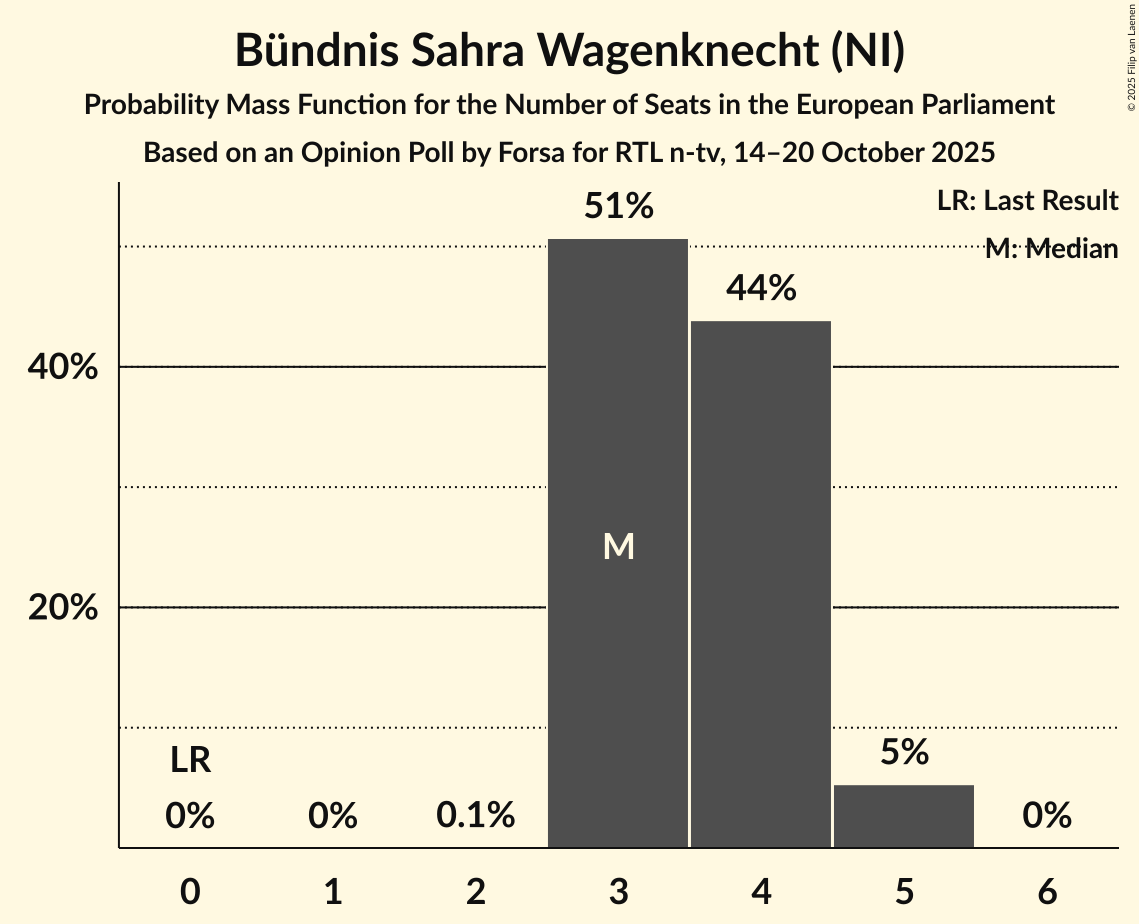 Bündnis Sahra Wagenknecht (NI)
Probability Mass Function for the Number of Seats in the European Parliament
Based on an Opinion Poll by Forsa for RTL n-tv, 14–20 October 2025
© 2025 Filip van Laenen
LR: Last Result
M: Median
51%
44%
40%
M
20%
LR
5%
0%
0%
0.1%
0%
0 1 2 3 4 5 6